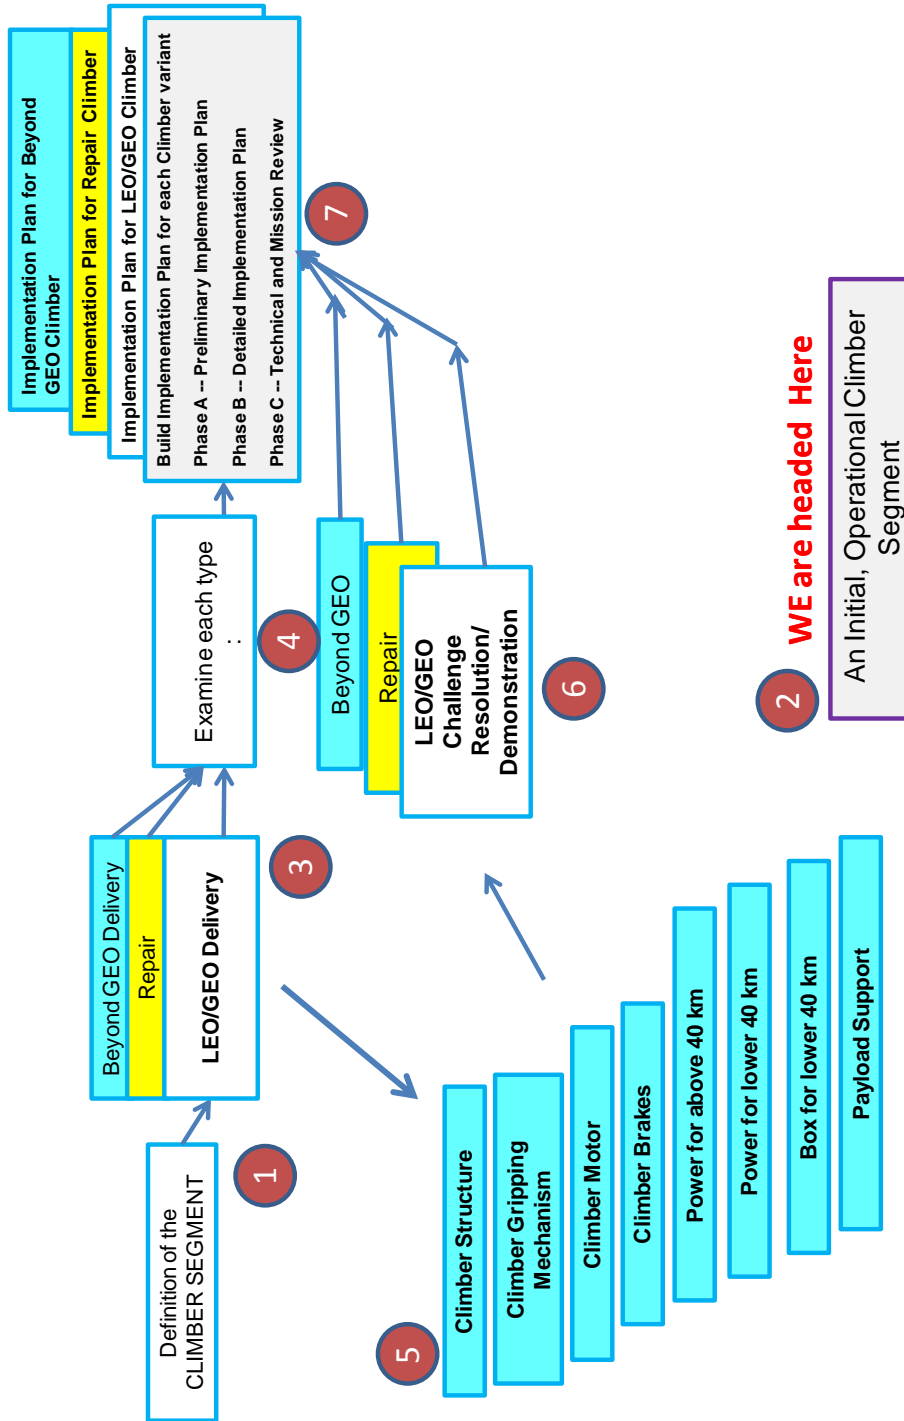 Definition of the
CLIMBER SEGMENT
1
Beyond GEO Delivery
Repair
LEO/GEO Delivery
3
Examine each type
:
4
Implementation Plan for Beyond
GEO Climber
Implementation Plan for Repair Climber
Implementation Plan for LEO/GEO Climber
Build Implementation Plan for each Climber variant
Phase A -- Preliminary Implementation Plan
Phase B -- Detailed Implementation Plan
Phase C -- Technical and Mission Review
7
5
Climber Structure
Climber Gripping
Mechanism
Climber Motor
Climber Brakes
Power for above 40 km
Power for lower 40 km
Box for lower 40 km
Payload Support
Beyond GEO
Repair
LEO/GEO
Challenge
Resolution/
Demonstration
6
2
WE are headed Here
An Initial, Operational Climber
Segment